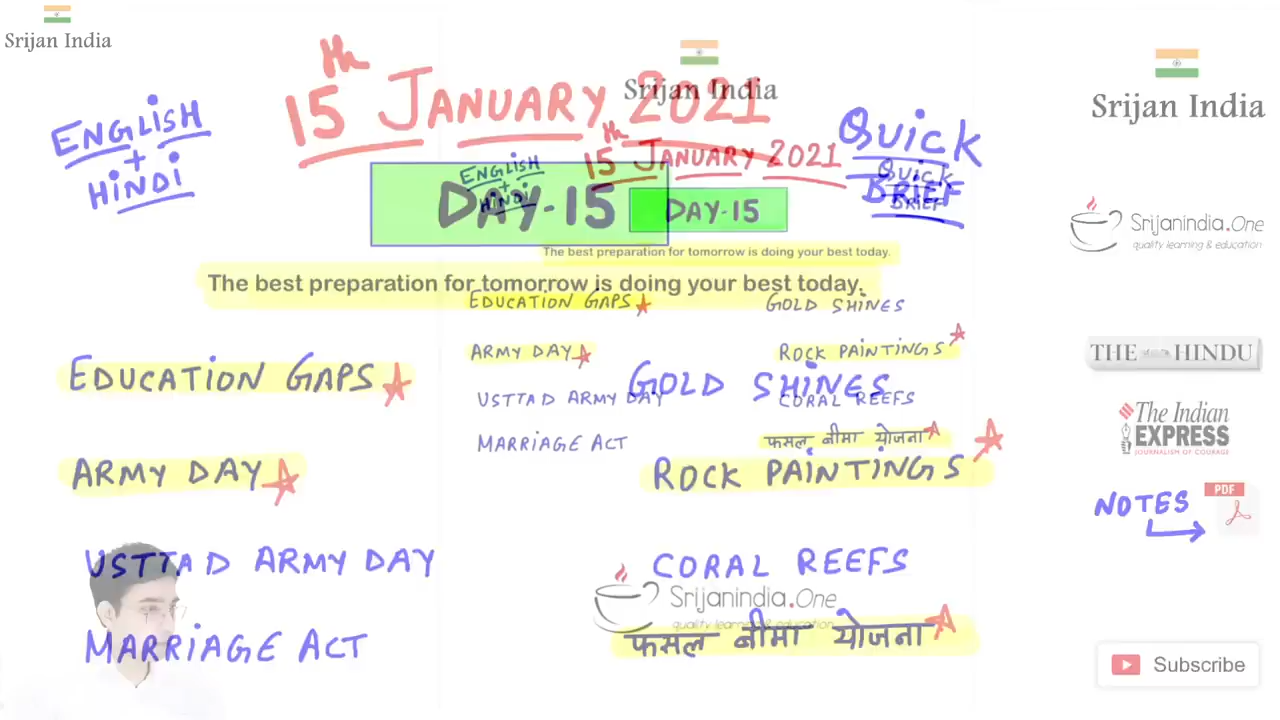 Srijan India
Srijan India
Srijan India
15th JANUARY 2021
ENGLISH
+
HINDI
QUICK
BRIEF
15th JANUARY 2021
ENGLISH
+
HINDI
QUICK
BRIEF
DAY-15
DAY-15
Srijanindia.One
quality learning & education
The best preparation for tomorrow is doing your best today.
The best preparation for tomorrow is doing your best today.
EDUCATION GAPS
GOLD SHINES
ARMY DAY
ROCK PAINTINGS
USTTAD ARMY DAY
CORAL REEFS
MARRIAGE ACT
फसल बीमा योजना
THE HINDU
EDUCATION GAPS
GOLD SHINES
The Indian
EXPRESS
JOURNALISM OF COURAGE
ARMY DAY
ROCK PAINTINGS
NOTES
PDF
USTTAD ARMY DAY
CORAL REEFS
Srijanindia.One
quality learning & education
MARRIAGE ACT
फसल बीमा योजना
Subscribe